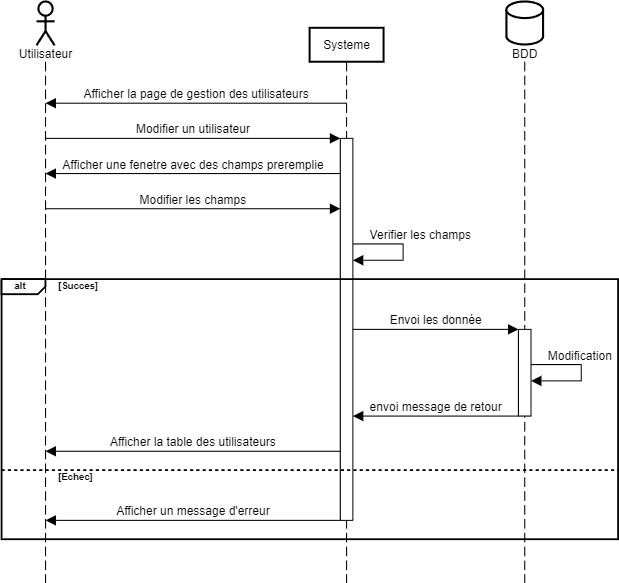 Utilisateur
Systeme
BDD
Afficher la page de gestion des utilisateurs
Modifier un utilisateur
Afficher une fenetre avec des champs preremplie
Modifier les champs
Verifier les champs
alt
[Succes]
Envoi les donnée
Modification
envoi message de retour
Afficher la table des utilisateurs
[Echec]
Afficher un message d'erreur